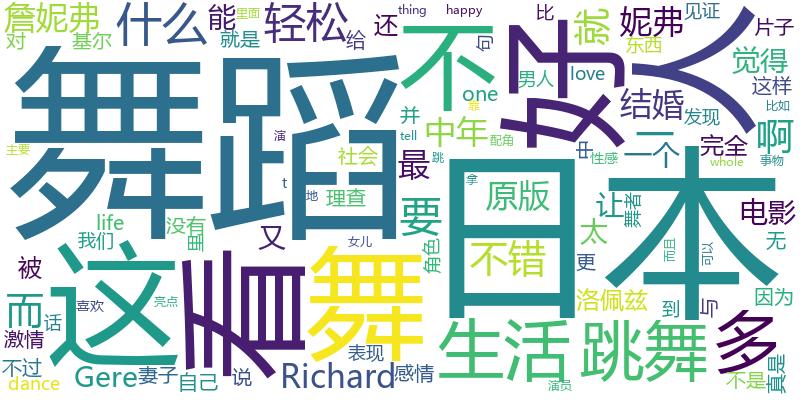 詹妮弗
什么
能
轻松
还
不
好
就
妮弗
人
见证
片子
对
基尔
就是
里面
给
thing
happy
比
句
男人
love
东西
觉得
这样
比如
舞蹈
one
结婚
发现
并
tell
配角
中年
社会
最
演
跳
中
性感
一个
完全
whole
啊
事物
日本
原版
理查
t
地
靠
拿
要
让
舞者
电影
life
没有
我们
里
又
女儿
角色
不错
太
更
而且
可以
无
被
这
看
舞
洛佩兹
到
与
因为
而
话
喜欢
亮点
激情
不过
dance
Gere
妻子
自己
说
Richard
表现
感情
生活
跳舞
演员
多
不是
真是
主要